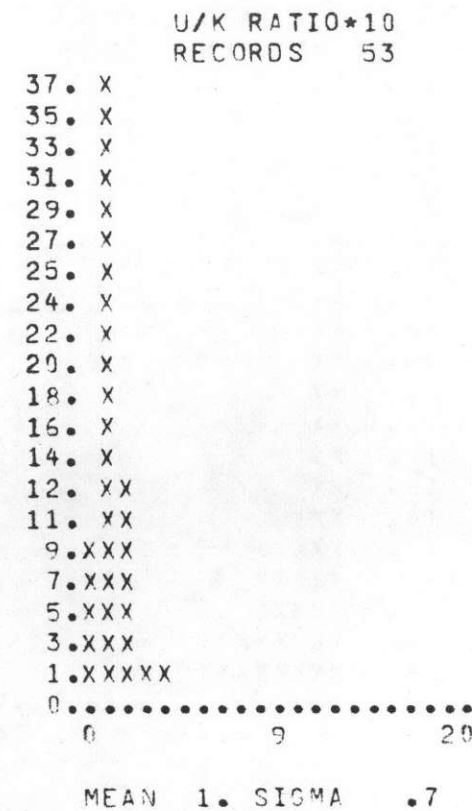 U/K RATIO*10
RECORDS 53
37. X
35. X
33. X
31. X
29. X
27. X
25. X
24. X
22. X
20. X
18. X
16. X
14. X
12. XX
11. XX
9.XXX
7.XXX
5.XXX
3.XXX
1.XXXXX
0......................
0 9 20
MEAN 1. SIGMA .7